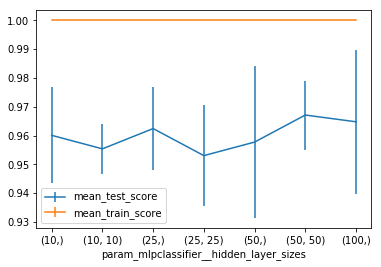 1.00
0.99
0.98
0.97
0.96
0.95
0.94
0.93
mean_test_score
mean_train_score
(10,) (10, 10) (25,) (25, 25) (50,) (50, 50) (100,)
param_mlpclassifier__hidden_layer_sizes